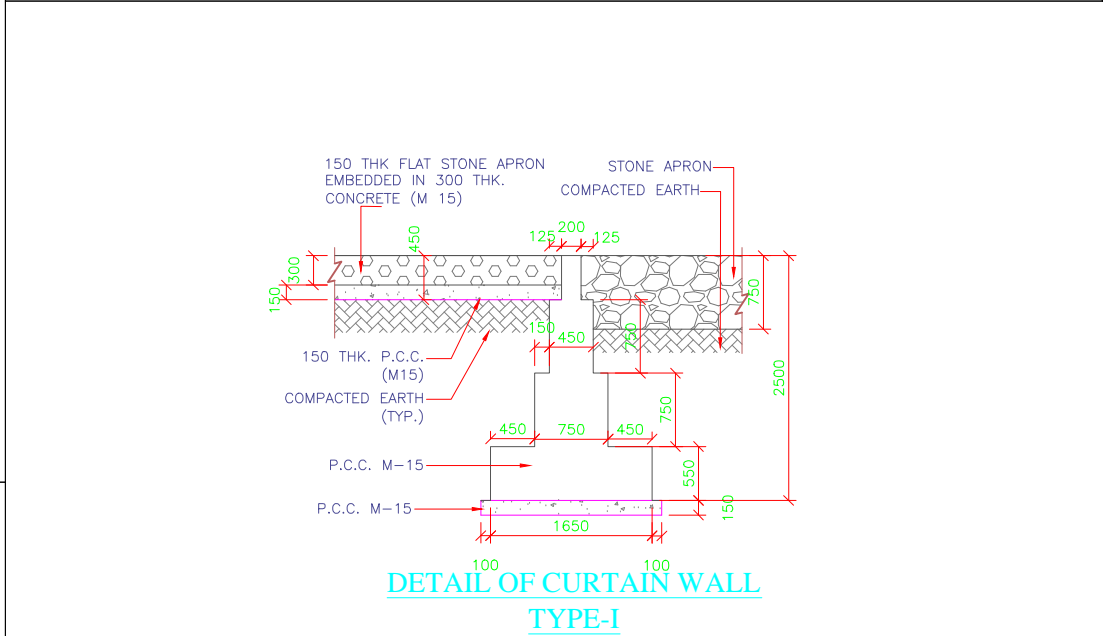 150 THK FLAT STONE APRON
EMBEDDED IN 300 THK.
CONCRETE (M 15)
STONE APRON
COMPACTED EARTH
200
125
125
450
300
150
750
150
450
750
150 THK. P.C.C.
(M15)
COMPACTED EARTH
(TYP.)
2500
750
450
750
450
P.C.C. M-15
550
P.C.C. M-15
150
1650
100
100
DETAIL OF CURTAIN WALL
TYPE-I